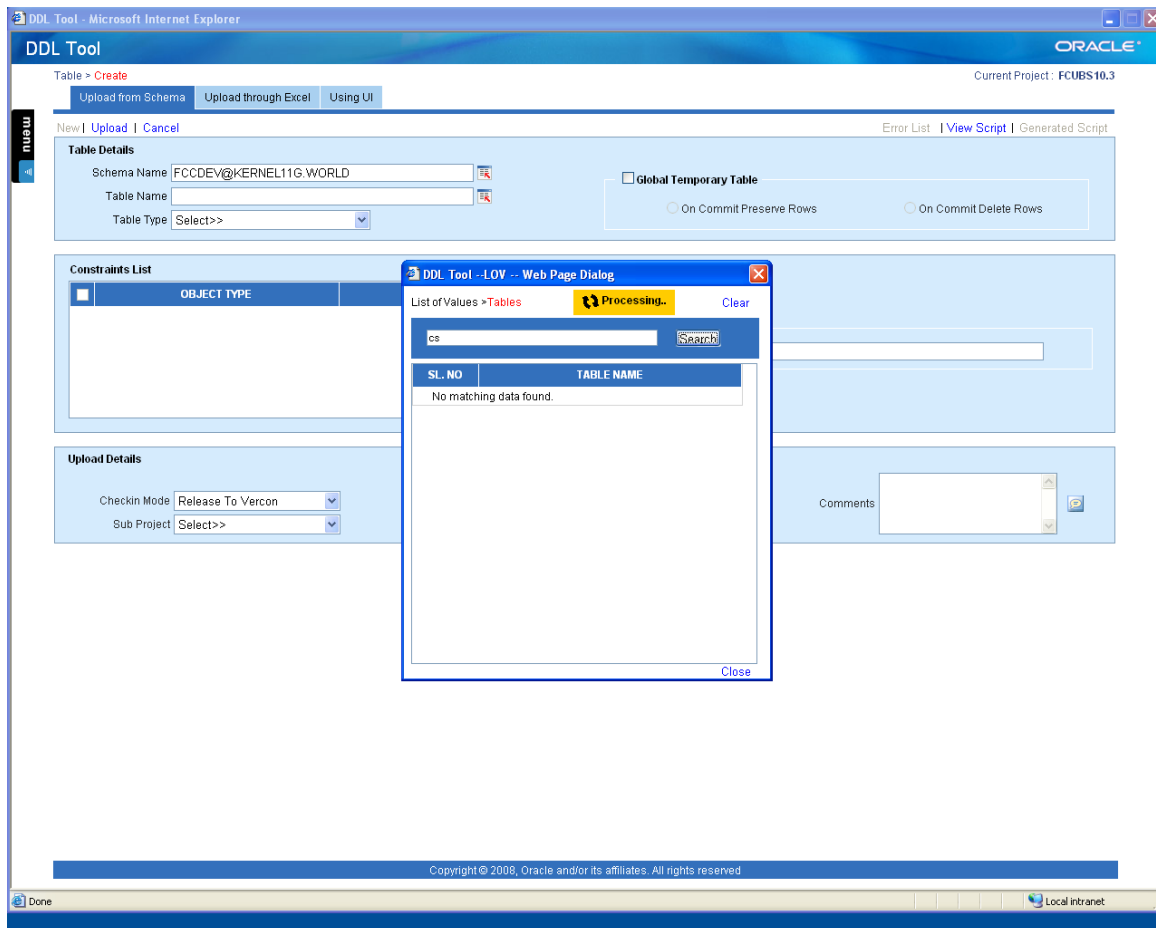 DDL Tool - Microsoft Internet Explorer
DDL Tool
ORACLE
Table > Create
Current Project : FCUBS10.3
Upload from Schema Upload through Excel Using UI
menu
New | Upload | Cancel
Error List | View Script | Generated Script
Table Details
Schema Name FCCDEV@KERNEL11G.WORLD
Global Temporary Table
Table Name
On Commit Preserve Rows On Commit Delete Rows
Table Type Select>>
Constraints List
OBJECT TYPE
DDL Tool --LOV -- Web Page Dialog
List of Values >Tables Processing.. Clear
cs Search
SL. NO TABLE NAME
No matching data found.
Close
Upload Details
Checkin Mode Release To Vercon
Comments
Sub Project Select>>
Copyright © 2008, Oracle and/or its affiliates. All rights reserved
Done
Local intranet